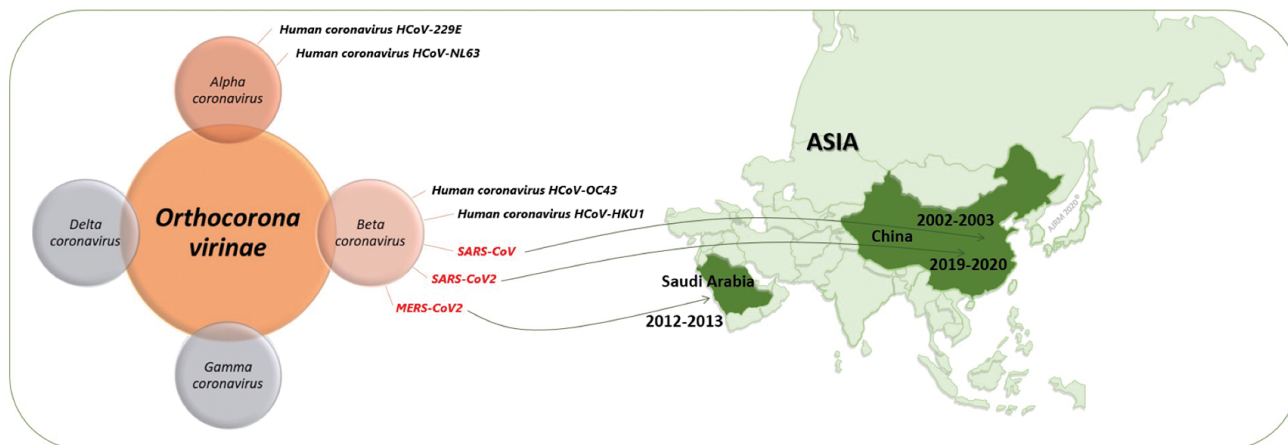 Human coronavirus HCoV-229E
Human coronavirus HCoV-NL63
Alpha
coronavirus
Delta
coronavirus
Orthocorona
virinae
Beta
coronavirus
Human coronavirus HCoV-OC43
Human coronavirus HCoV-HKU1
SARS-CoV
SARS-CoV2
MERS-CoV2
Gamma
coronavirus
ASIA
2002-2003
China
2019-2020
Saudi Arabia
2012-2013
AJRM 2020®